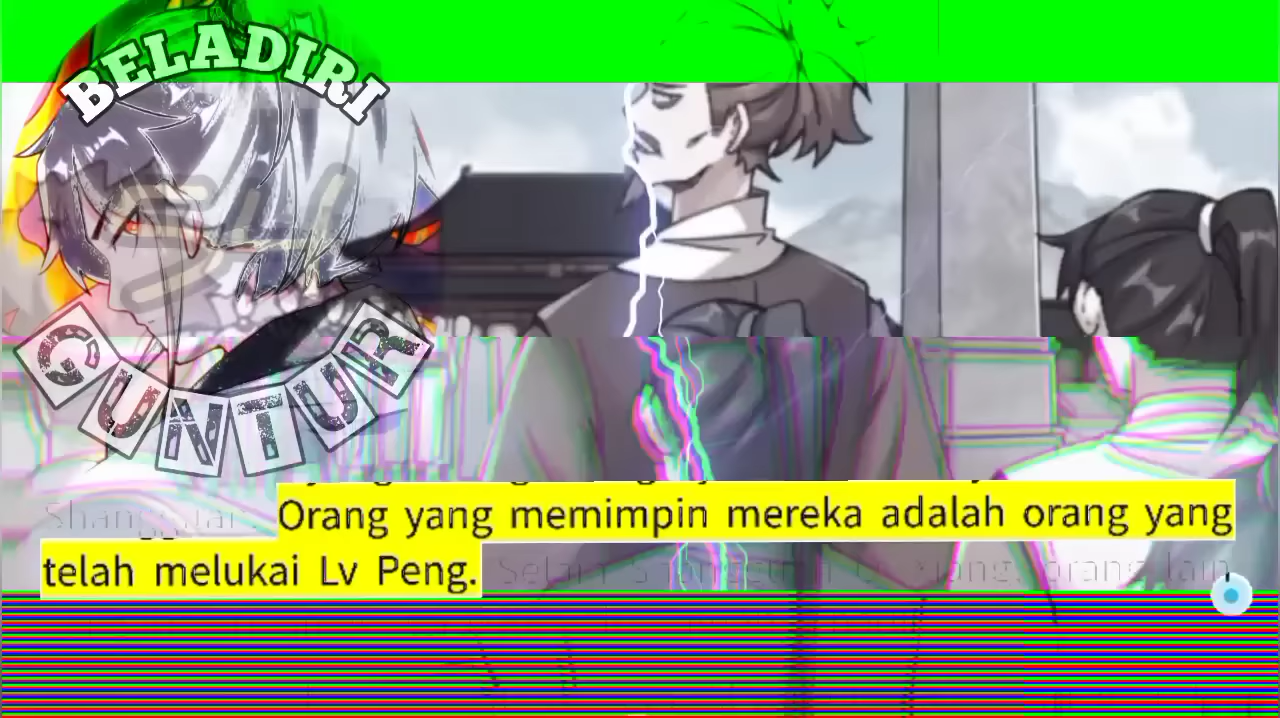 BELADIRI
GUNTUR
Orang yang memimpin mereka adalah orang yang
telah melukai Lv Peng.